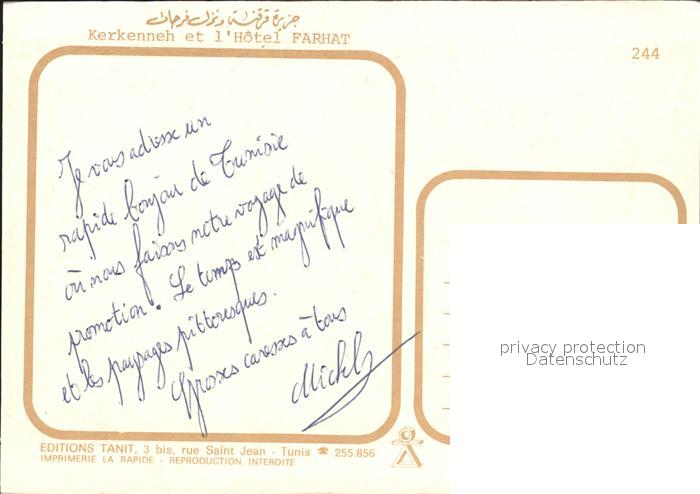 جزيرة قرقنة ونزل فرحات
Kerkenneh et l'Hôtel FARHAT
244
Je vous adresse un
rapide bonjour de Tunisie
où nous faisons notre voyage de
promotion. Le temps est magnifique
et les paysages pittoresques.
Grosses caresses à tous
Michel
privacy protection
Datenschutz
EDITIONS TANIT, 3 bis, rue Saint Jean - Tunis ☎ 255.856
IMPRIMERIE LA RAPIDE - REPRODUCTION INTERDITE